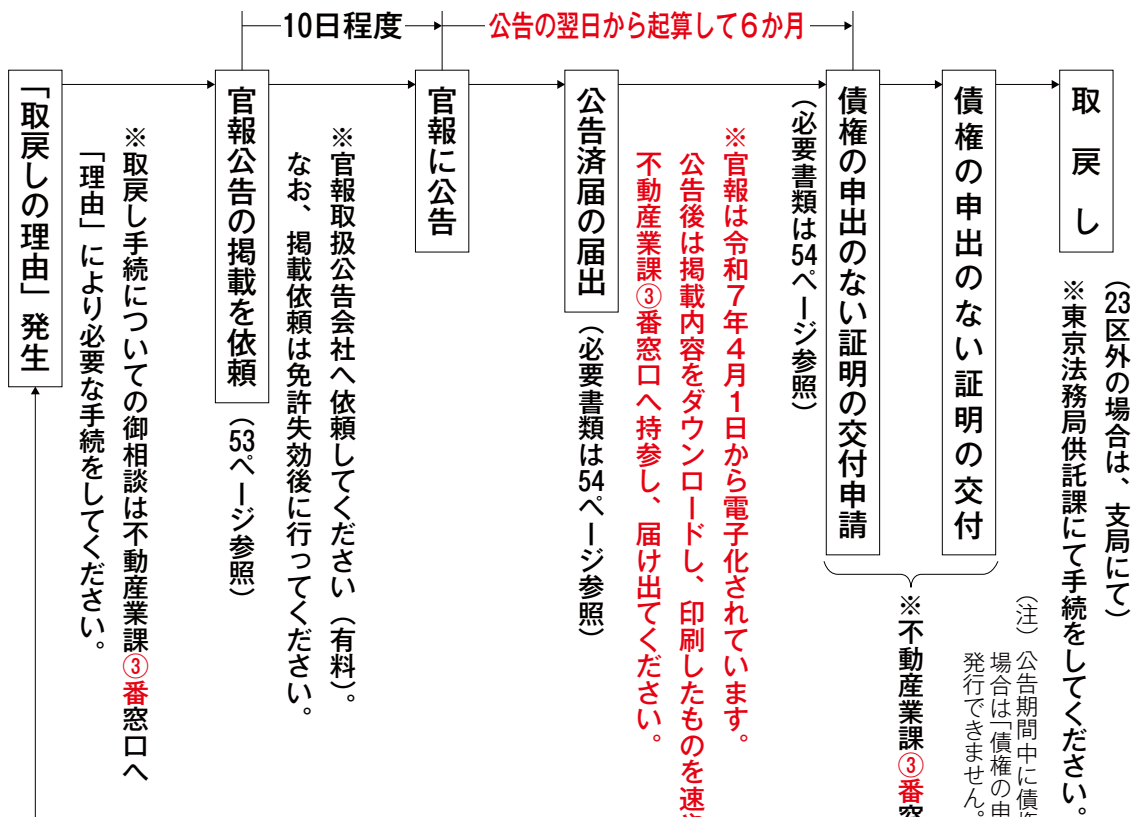 10日程度
公告の翌日から起算して6か月
「取戻しの理由」発生
※取戻し手続についての御相談は不動産業課③番窓口へ
「理由」により必要な手続をしてください。
官報公告の掲載を依頼
(53ページ参照)
※官報取扱公告会社へ依頼してください(有料)。
なお、掲載依頼は免許失効後に行ってください。
官報に公告
公告済届の届出
(必要書類は54ページ参照)
※官報は令和7年4月1日から電子化されています。
公告後は掲載内容をダウンロードし、印刷したものを速や
不動産業課③番窓口へ持参し、届け出てください。
債権の申出のない証明の交付申請
(必要書類は54ページ参照)
債権の申出のない証明の交付
※不動産業課③番窓
(注)公告期間中に債権
場合は「債権の申
発行できません。
取戻し
※東京法務局供託課にて手続をしてください。
(23区外の場合は、支局にて)